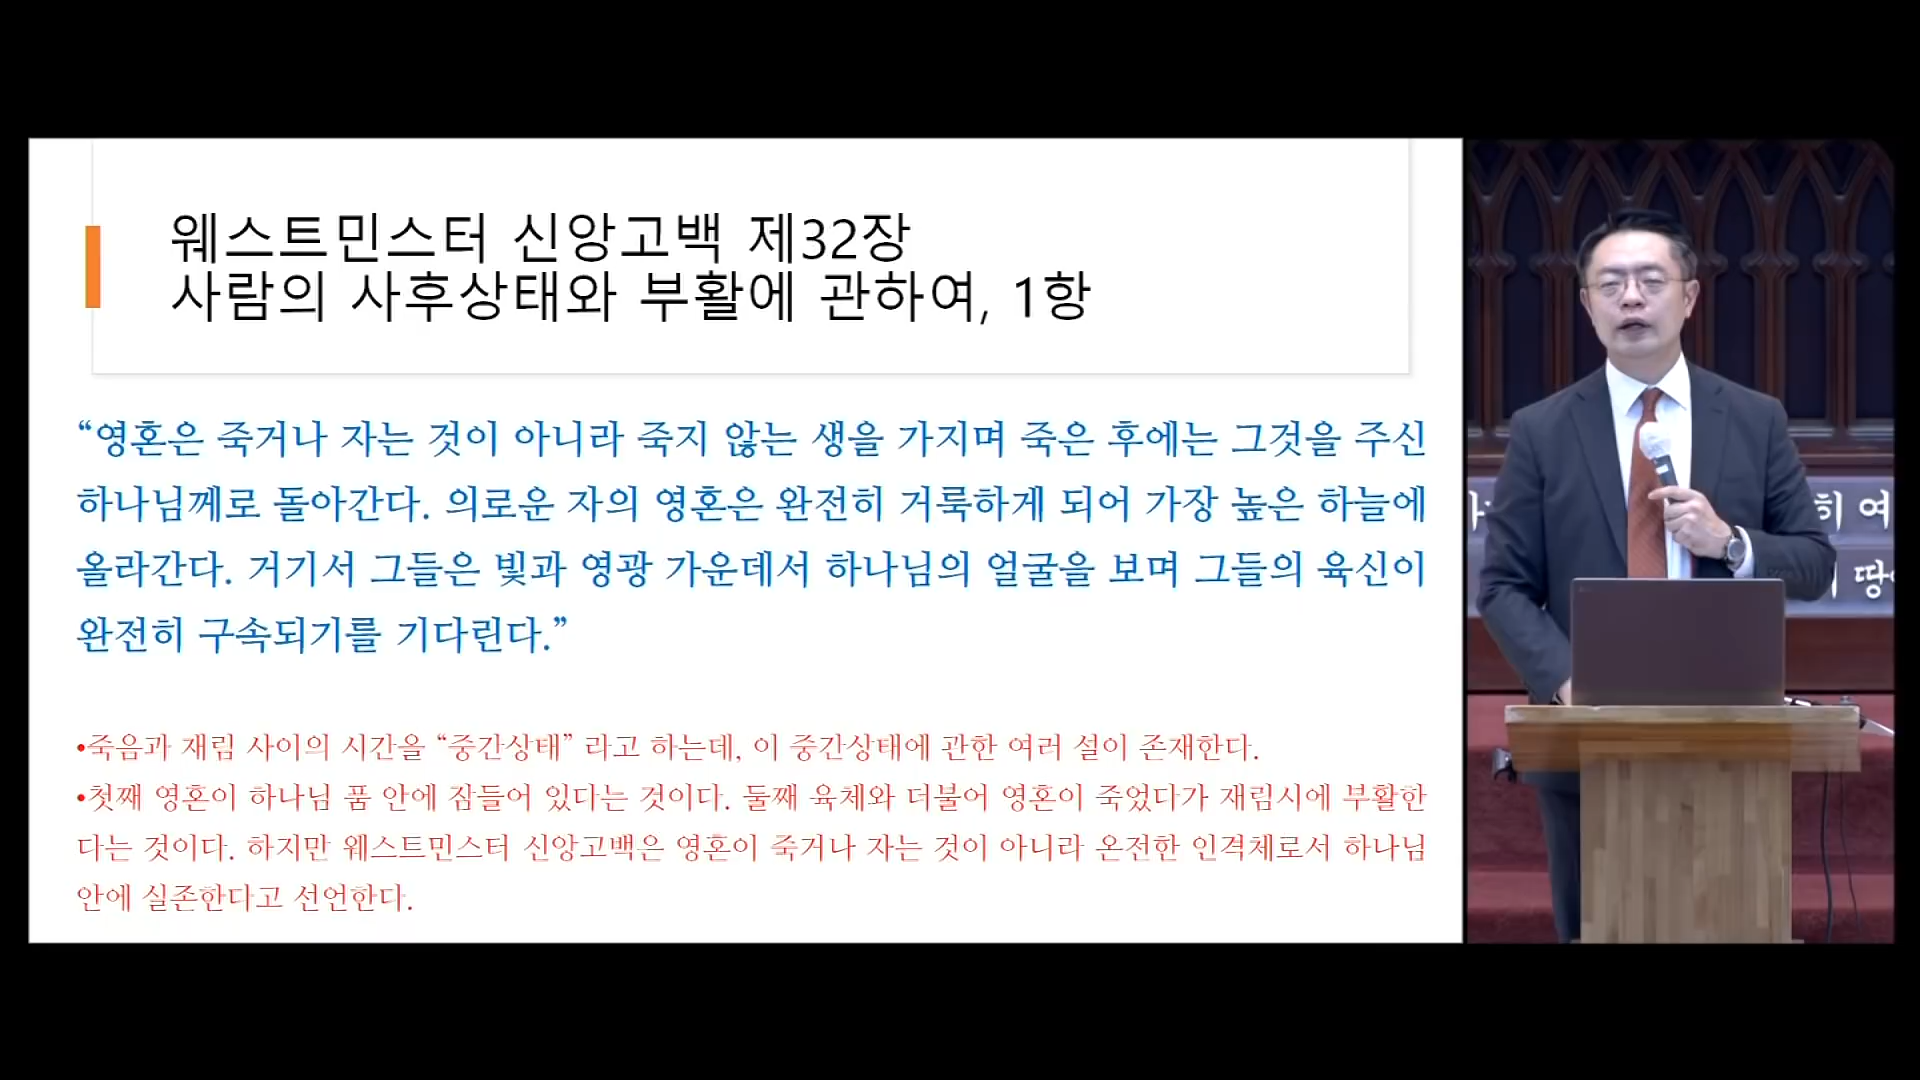 웨스트민스터 신앙고백 제32장
사람의 사후상태와 부활에 관하여, 1항
“영혼은 죽거나 자는 것이 아니라 죽지 않는 생을 가지며 죽은 후에는 그것을 주신
하나님께로 돌아간다. 의로운 자의 영혼은 완전히 거룩하게 되어 가장 높은 하늘에
올라간다. 거기서 그들은 빛과 영광 가운데서 하나님의 얼굴을 보며 그들의 육신이
완전히 구속되기를 기다린다.”
•죽음과 재림 사이의 시간을 “중간상태” 라고 하는데, 이 중간상태에 관한 여러 설이 존재한다.
•첫째 영혼이 하나님 품 안에 잠들어 있다는 것이다. 둘째 육체와 더불어 영혼이 죽었다가 재림시에 부활한
다는 것이다. 하지만 웨스트민스터 신앙고백은 영혼이 죽거나 자는 것이 아니라 온전한 인격체로서 하나님
안에 실존한다고 선언한다.
히 여
땅